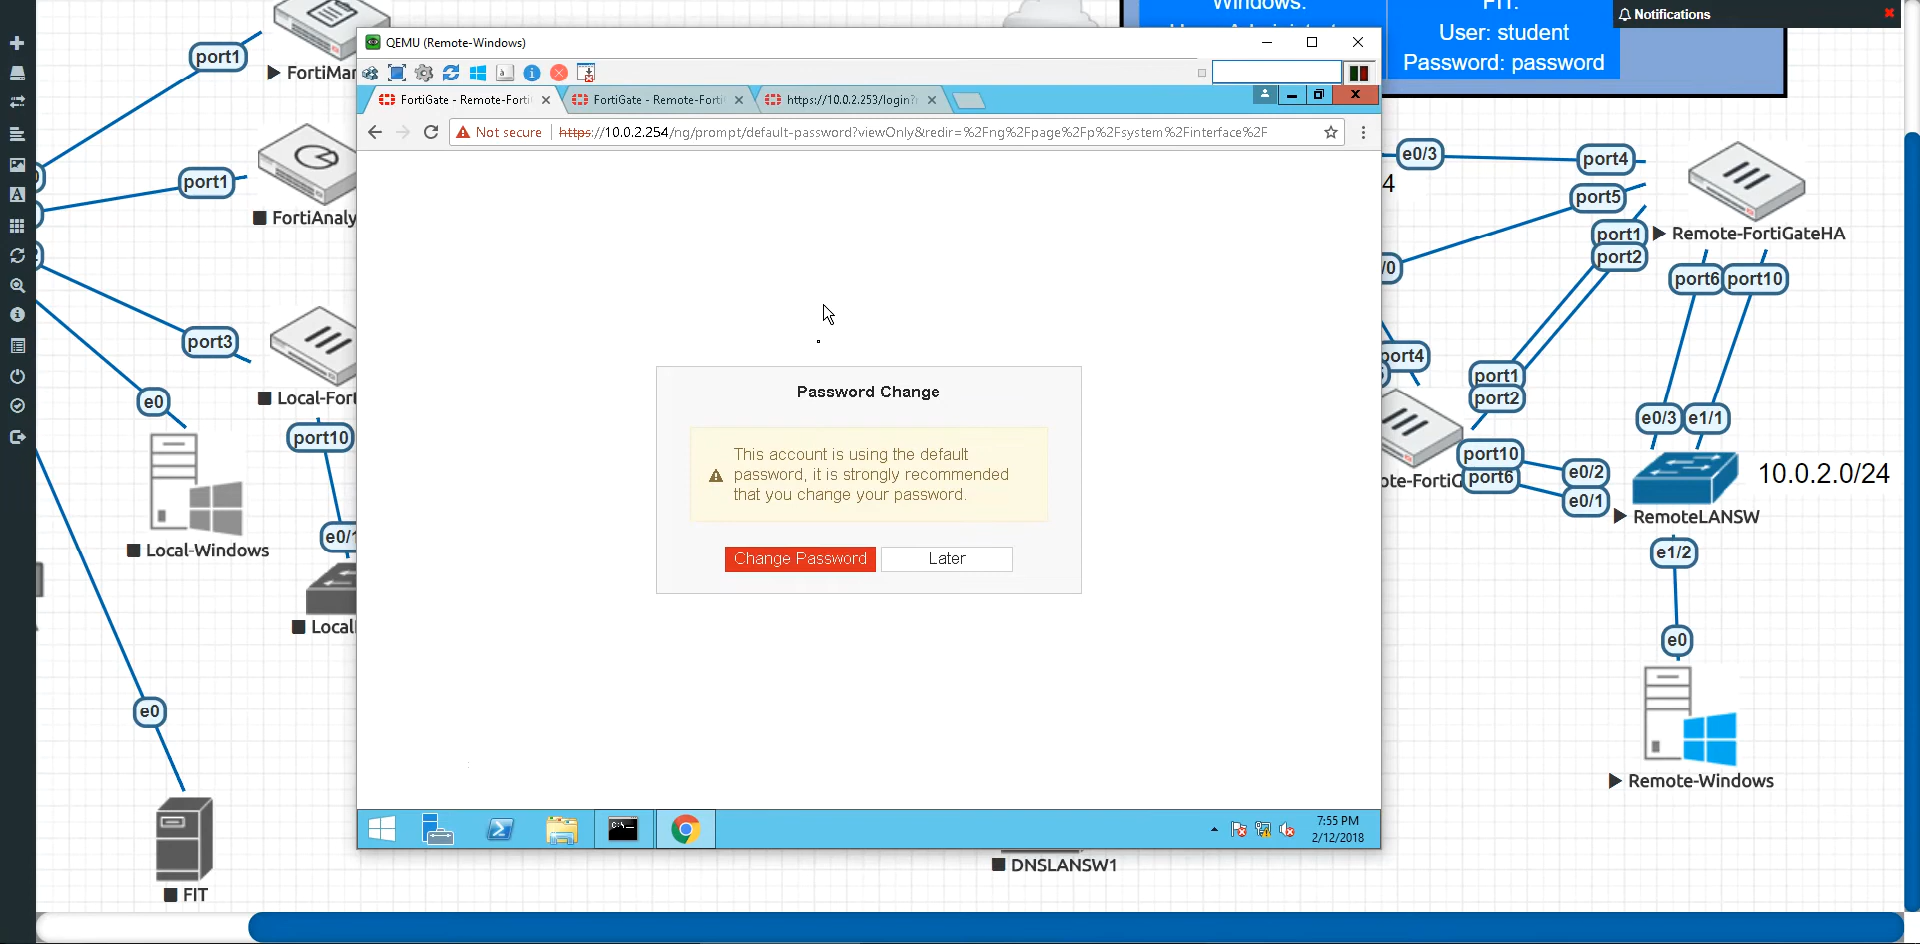 Windows:
FIT:
User: student
Password: password
Notifications
QEMU (Remote-Windows)
FortiGate - Remote-Forti
FortiGate - Remote-Forti
https://10.0.2.253/login?
Not secure
https://10.0.2.254/ng/prompt/default-password?viewOnly&redir=%2Fng%2Fpage%2Fp%2Fsystem%2Finterface%2F
Password Change
This account is using the default
password, it is strongly recommended
that you change your password.
Change Password
Later
7:55 PM
2/12/2018
port1
FortiMar
port1
FortiAnaly
port3
Local-Fort
port10
e0
Local-Windows
e0/1
Local
e0
FIT
DNSLANSW1
e0/3
4
port4
port5
/0
port1
port2
Remote-FortiGateHA
port6
port10
port4
port1
port2
ote-FortiG
port10
port6
e0/2
e0/1
e0/3
e1/1
10.0.2.0/24
RemoteLANSW
e1/2
e0
Remote-Windows